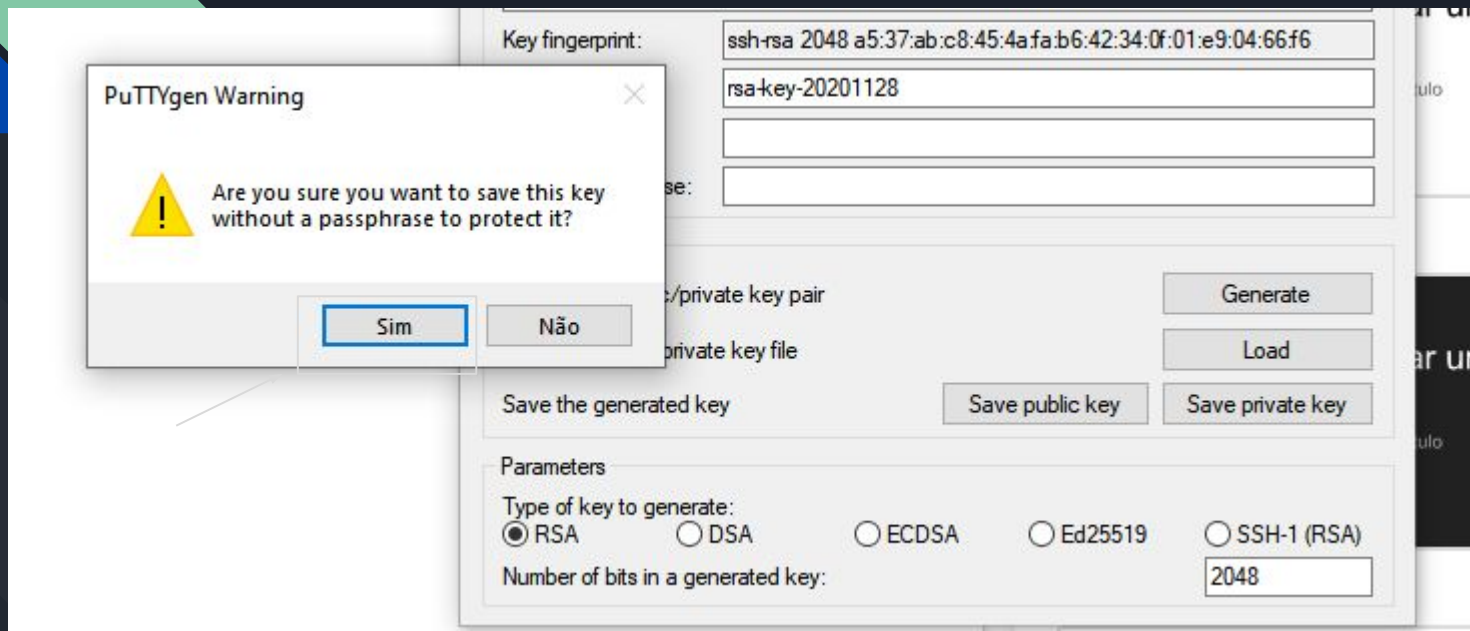 Key fingerprint:
ssh-rsa 2048 a5:37:ab:c8:45:4a:fa:b6:42:34:0f:01:e9:04:66:f6
PuTTYgen Warning
rsa-key-20201128
Are you sure you want to save this key
without a passphrase to protect it?
se:
Sim
Não
c/private key pair
Generate
private key file
Load
Save the generated key
Save public key
Save private key
Parameters
Type of key to generate:
RSA
DSA
ECDSA
Ed25519
SSH-1 (RSA)
Number of bits in a generated key:
2048
ulo
ar ur
ulo